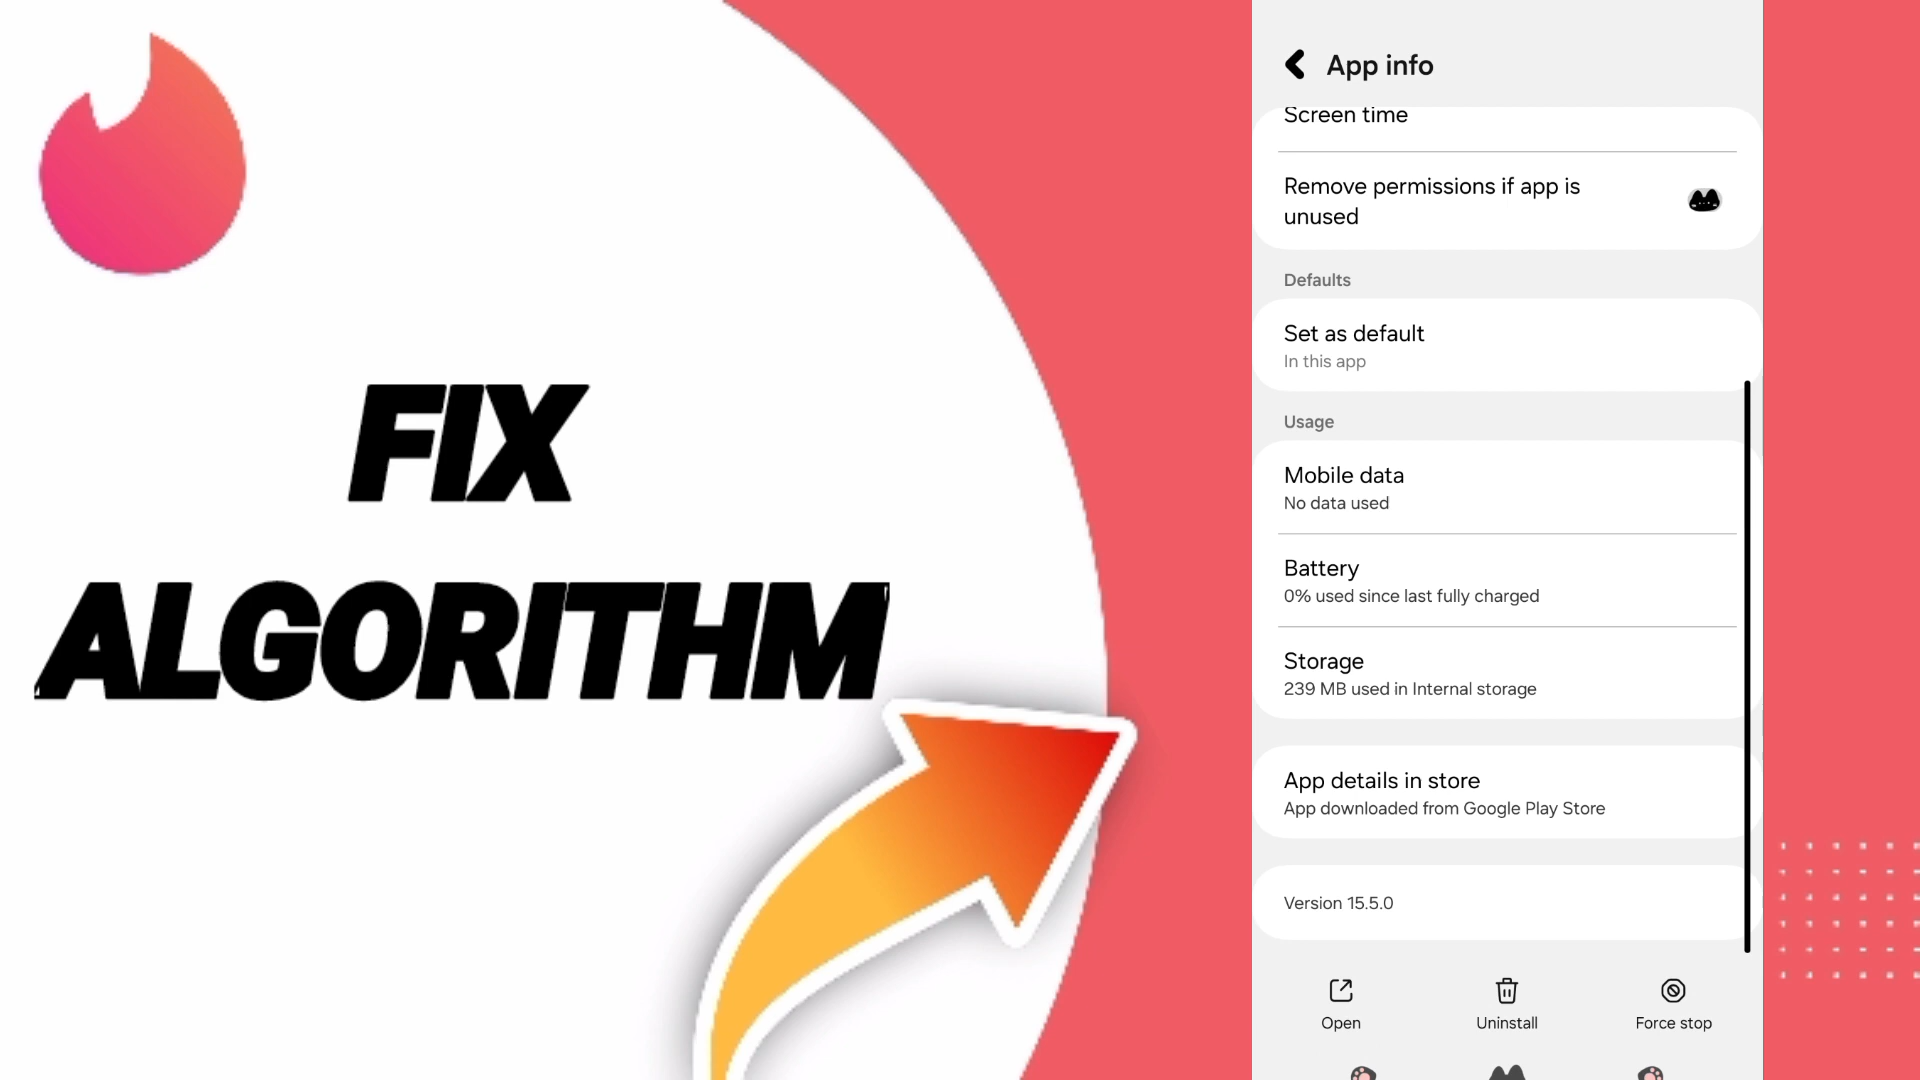 FIX
ALGORITHM
App info
Screen time
Remove permissions if app is
unused
Defaults
Set as default
In this app
Usage
Mobile data
No data used
Battery
0% used since last fully charged
Storage
239 MB used in Internal storage
App details in store
App downloaded from Google Play Store
Version 15.5.0
Open
Uninstall
Force stop